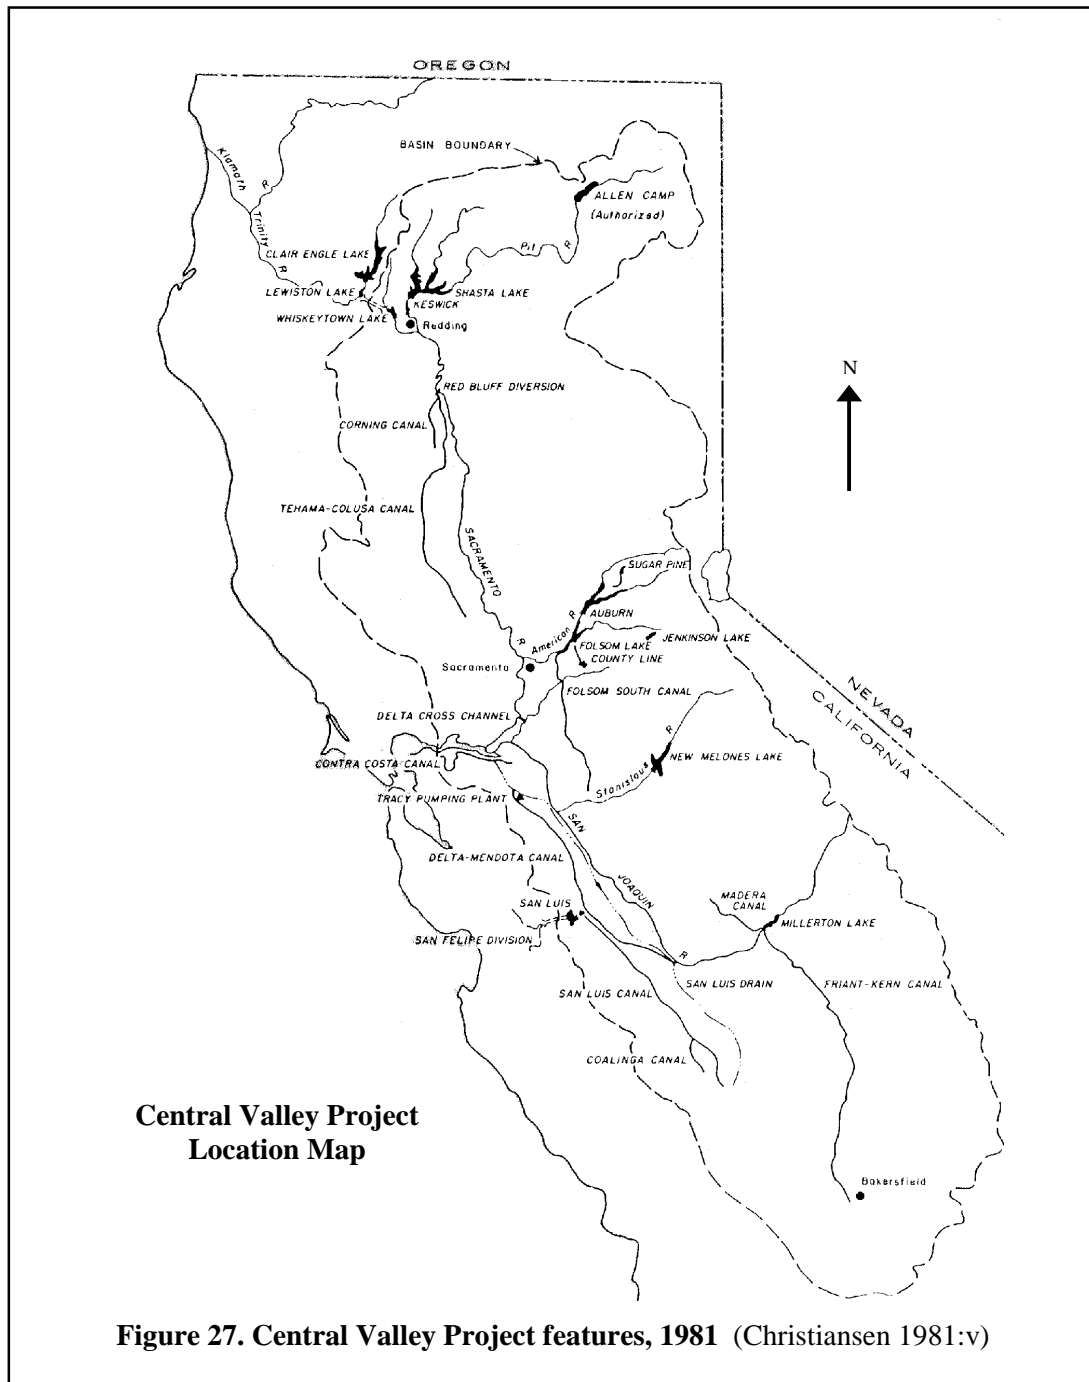 OREGON
BASIN BOUNDARY
Klamath
R
ALLEN CAMP
(Authorized)
Trinity
R
Pit
R
CLAIR ENGLE LAKE
LEWISTON LAKE
SHASTA LAKE
KESWICK
WHISKEYTOWN LAKE
Redding
N
RED BLUFF DIVERSION
CORNING CANAL
TEHAMA-COLUSA CANAL
SACRAMENTO
R
SUGAR PINE
AUBURN
American
R
JENKINSON LAKE
FOLSOM LAKE
COUNTY LINE
Sacramento
FOLSOM SOUTH CANAL
NEVADA
CALIFORNIA
DELTA CROSS CHANNEL
CONTRA COSTA CANAL
NEW MELONES LAKE
Stanislaus
R
TRACY PUMPING PLANT
SAN
JOAQUIN
R
DELTA-MENDOTA CANAL
SAN LUIS
MADERA
CANAL
MILLERTON LAKE
SAN FELIPE DIVISION
SAN LUIS CANAL
SAN LUIS DRAIN
FRIANT-KERN CANAL
COALINGA CANAL
Central Valley Project
Location Map
Bakersfield
Figure 27. Central Valley Project features, 1981 (Christiansen 1981:v)